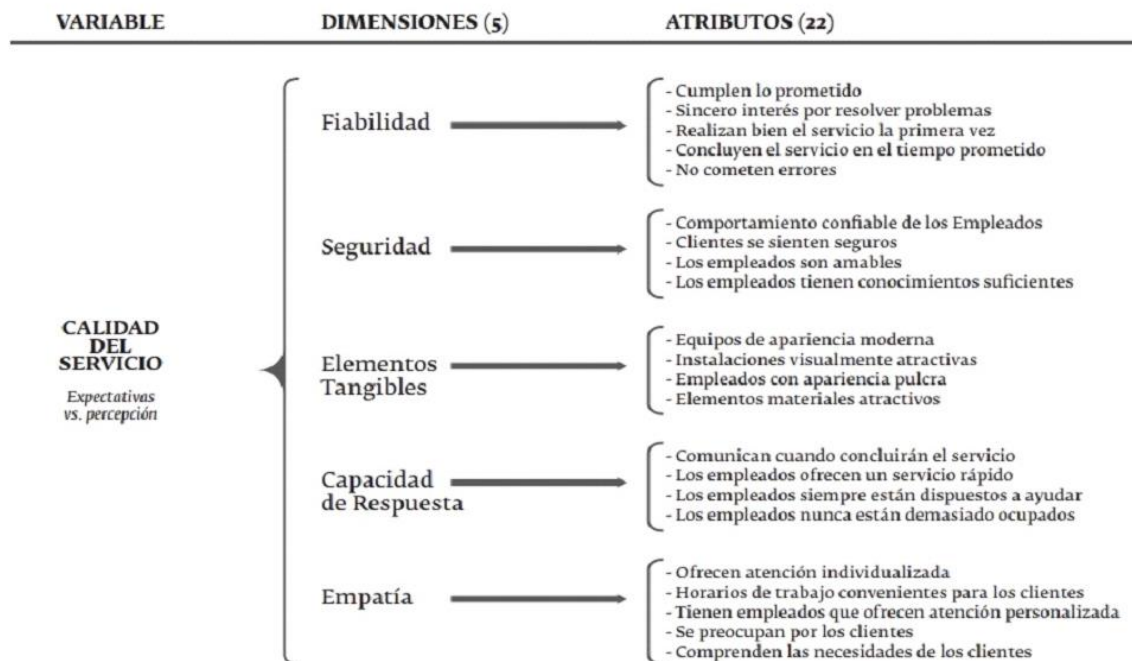 VARIABLE
DIMENSIONES (5)
ATRIBUTOS (22)
CALIDAD
DEL
SERVICIO
Expectativas
vs. percepción
Fiabilidad
- Cumplen lo prometido
- Sincero interés por resolver problemas
- Realizan bien el servicio la primera vez
- Concluyen el servicio en el tiempo prometido
- No cometen errores
Seguridad
- Comportamiento confiable de los Empleados
- Clientes se sienten seguros
- Los empleados son amables
- Los empleados tienen conocimientos suficientes
Elementos
Tangibles
- Equipos de apariencia moderna
- Instalaciones visualmente atractivas
- Empleados con apariencia pulcra
- Elementos materiales atractivos
Capacidad
de Respuesta
- Comunican cuando concluirán el servicio
- Los empleados ofrecen un servicio rápido
- Los empleados siempre están dispuestos a ayudar
- Los empleados nunca están demasiado ocupados
Empatía
- Ofrecen atención individualizada
- Horarios de trabajo convenientes para los clientes
- Tienen empleados que ofrecen atención personalizada
- Se preocupan por los clientes
- Comprenden las necesidades de los clientes